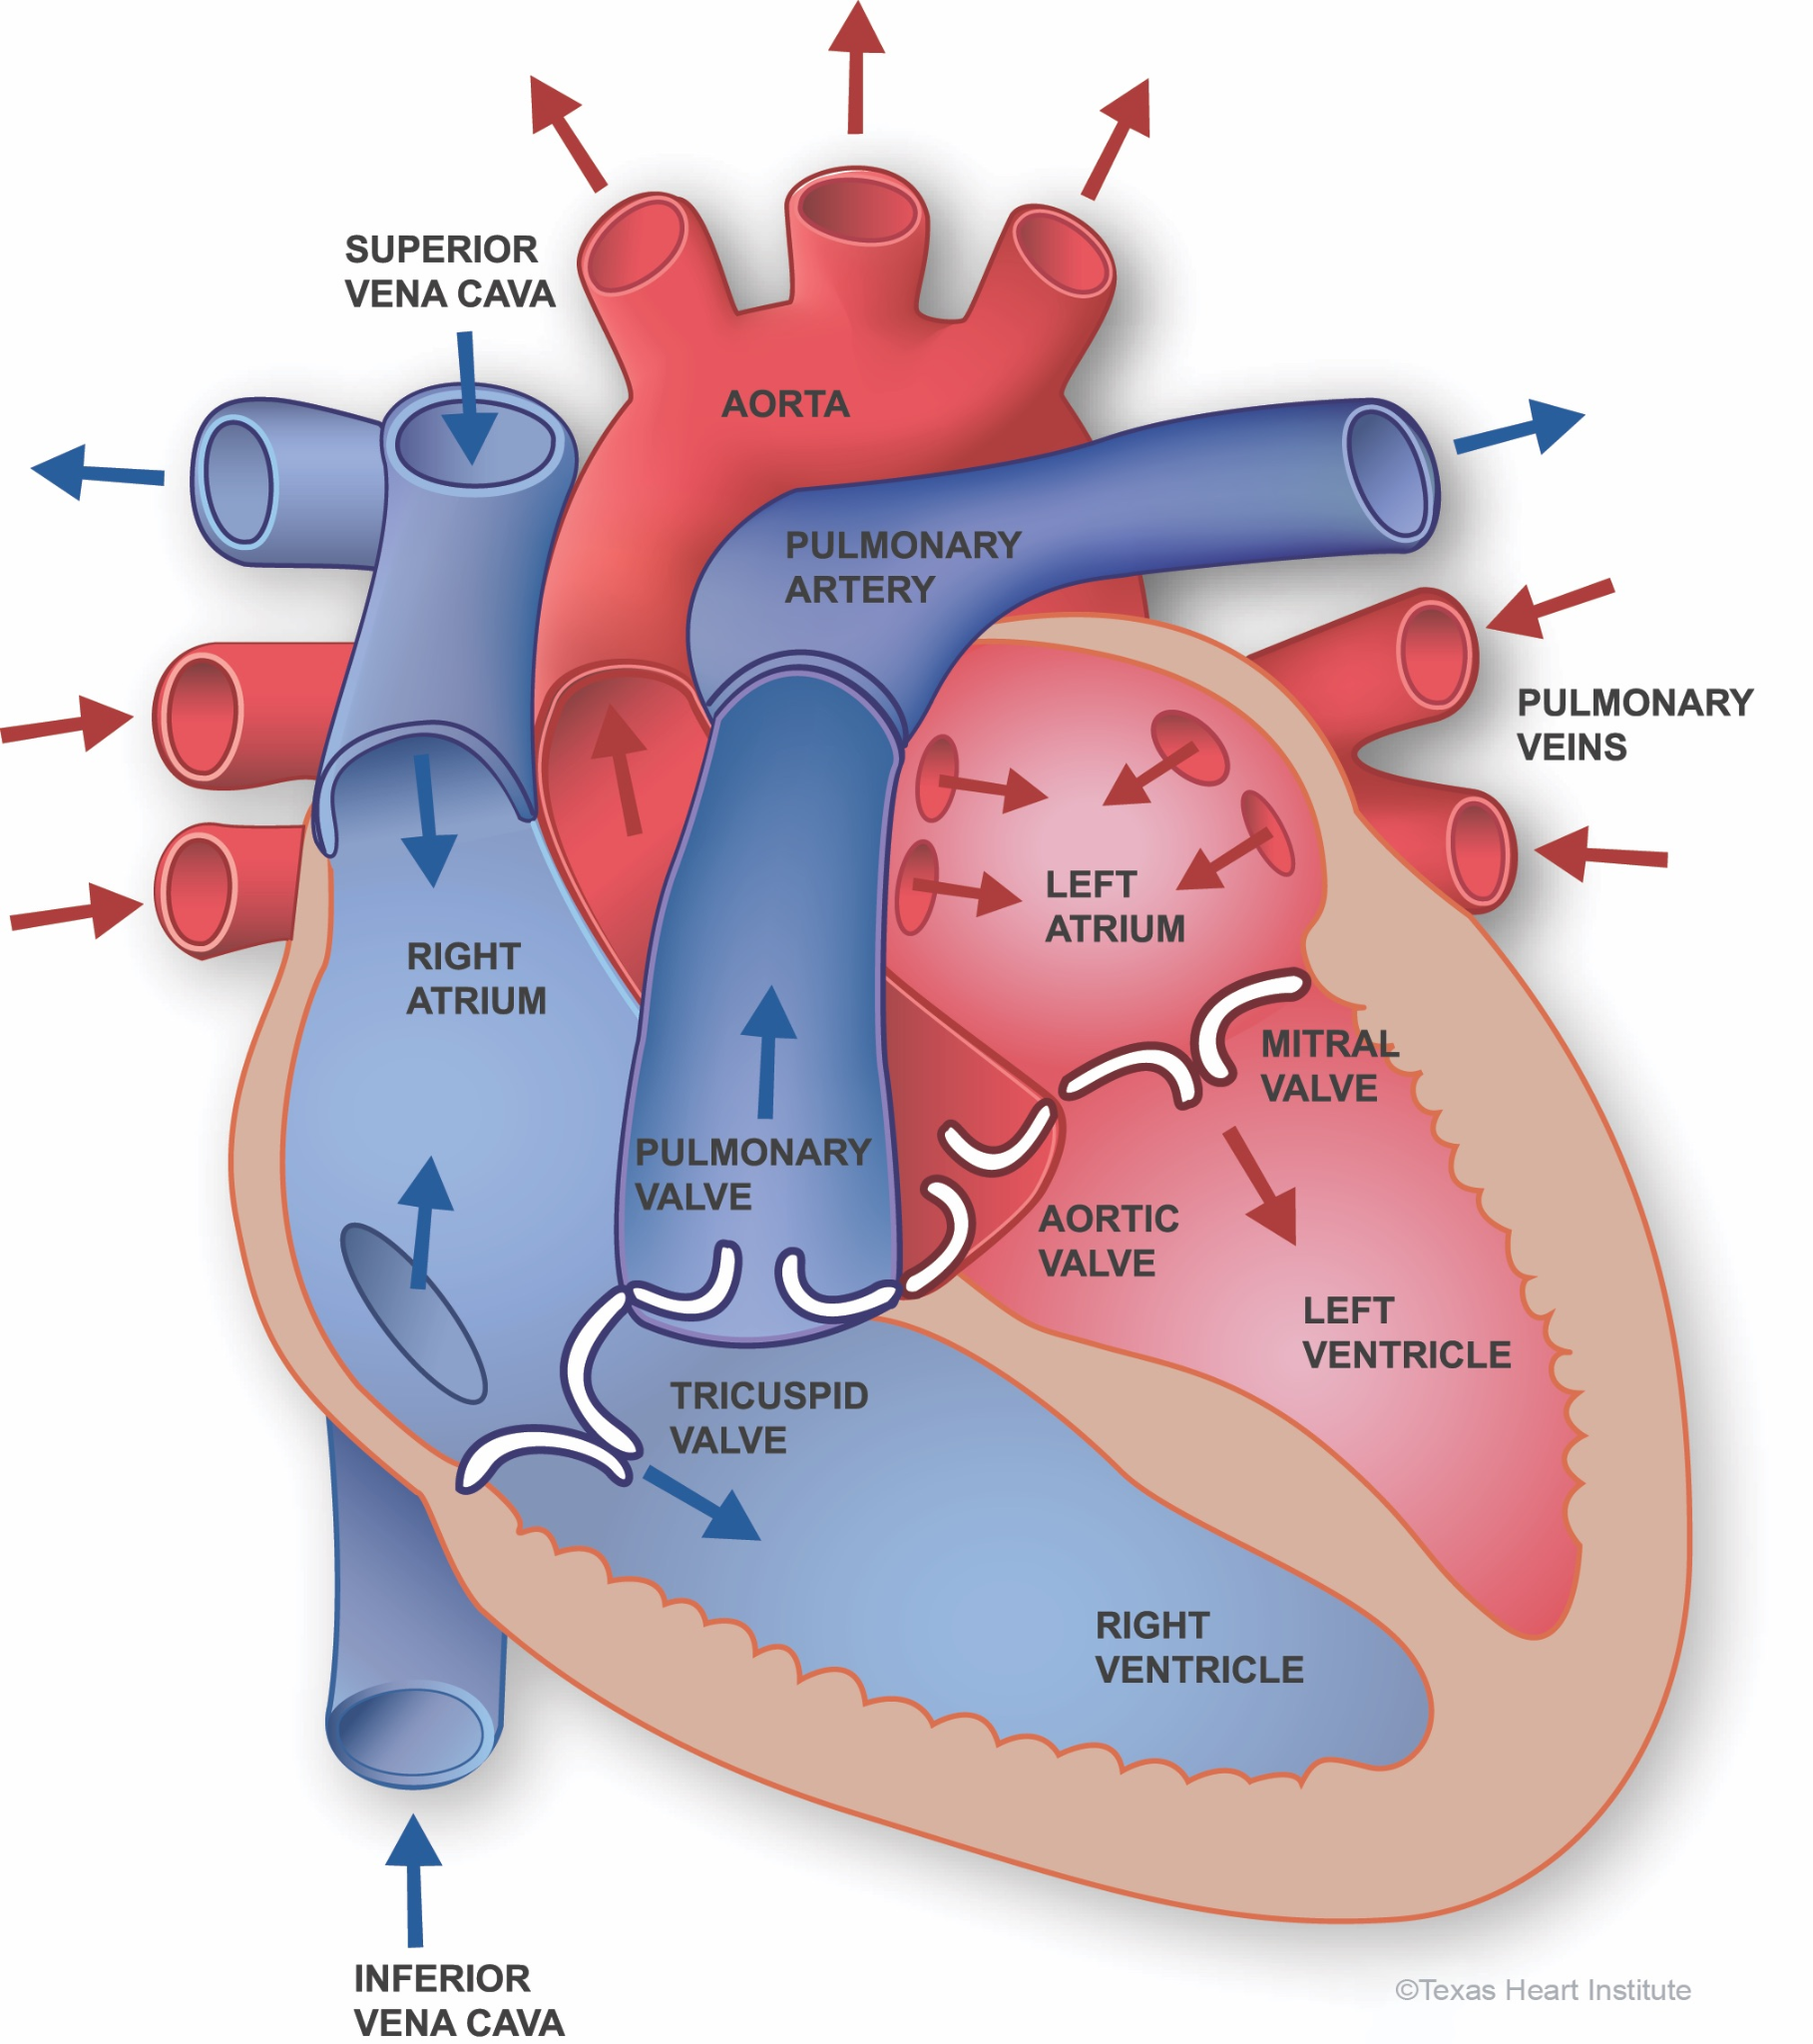 SUPERIOR
VENA CAVA
AORTA
PULMONARY
ARTERY
PULMONARY
VEINS
LEFT
ATRIUM
RIGHT
ATRIUM
MITRAL
VALVE
PULMONARY
VALVE
AORTIC
VALVE
LEFT
VENTRICLE
TRICUSPID
VALVE
RIGHT
VENTRICLE
INFERIOR
VENA CAVA
©Texas Heart Institute